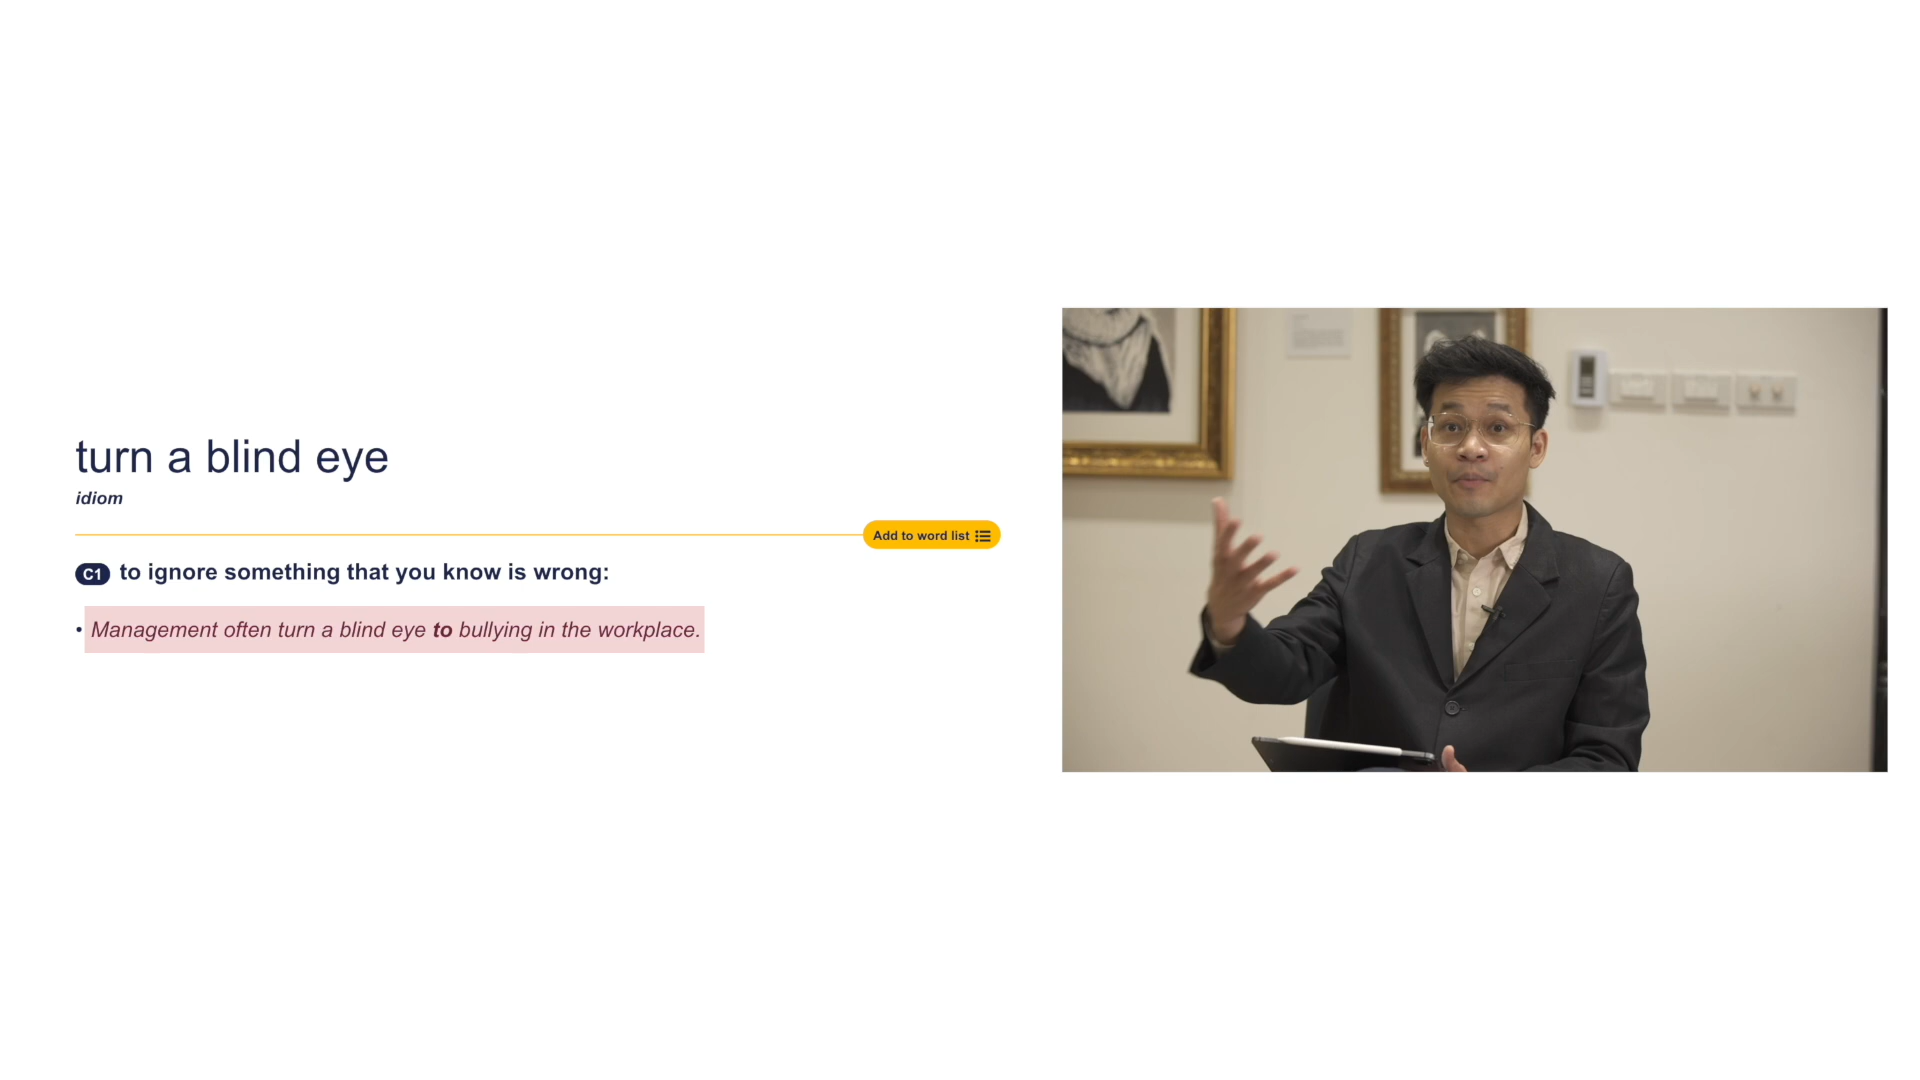 turn a blind eye
idiom
Add to word list
C1 to ignore something that you know is wrong:
• Management often turn a blind eye to bullying in the workplace.